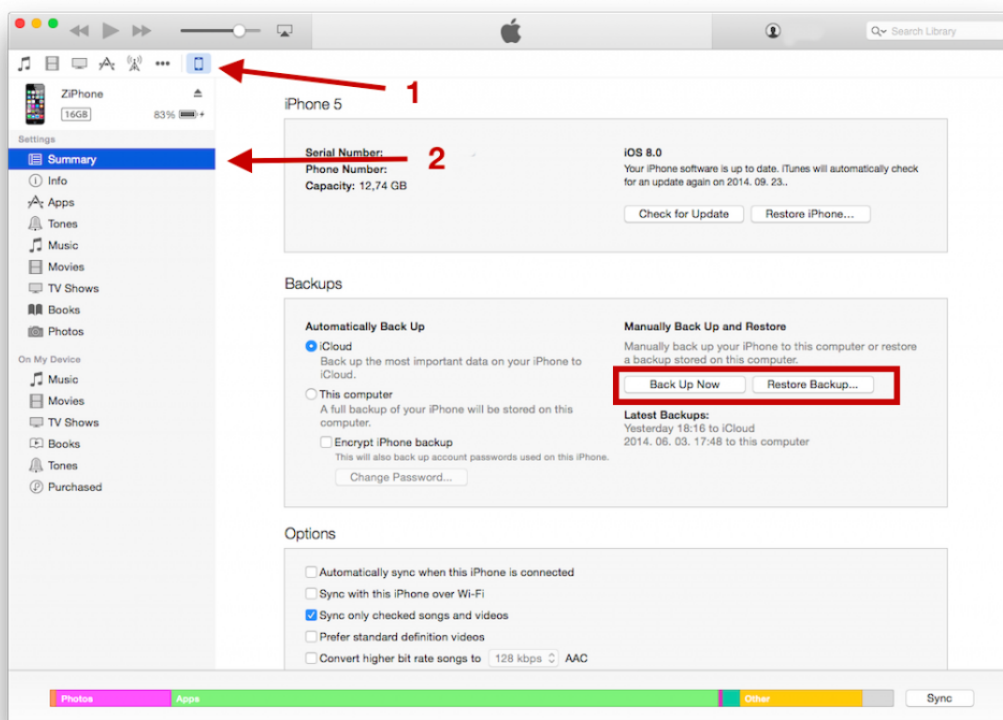 Search Library
1
ZiPhone
16GB
83%
Settings
Summary
Info
Apps
Tones
Music
Movies
TV Shows
Books
Photos
On My Device
Music
Movies
TV Shows
Books
Tones
Purchased
2
iPhone 5
Serial Number:
Phone Number:
Capacity: 12,74 GB
iOS 8.0
Your iPhone software is up to date. iTunes will automatically check
for an update again on 2014. 09. 23..
Check for Update
Restore iPhone...
Backups
Automatically Back Up
iCloud
Back up the most important data on your iPhone to
iCloud.
This computer
A full backup of your iPhone will be stored on this
computer.
Encrypt iPhone backup
This will also back up account passwords used on this iPhone.
Change Password...
Manually Back Up and Restore
Manually back up your iPhone to this computer or restore
a backup stored on this computer.
Back Up Now
Restore Backup...
Latest Backups:
Yesterday 18:16 to iCloud
2014. 06. 03. 17:48 to this computer
Options
Automatically sync when this iPhone is connected
Sync with this iPhone over Wi-Fi
Sync only checked songs and videos
Prefer standard definition videos
Convert higher bit rate songs to 128 kbps AAC
Photos
Apps
Other
Sync